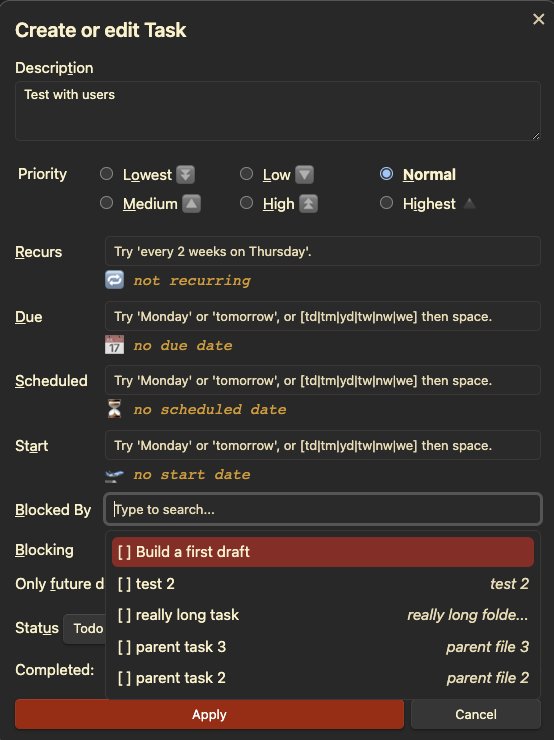 Create or edit Task
Description
Test with users
Priority
Lowest
Low
Normal
Medium
High
Highest
Recurs
Try 'every 2 weeks on Thursday'.
not recurring
Due
Try 'Monday' or 'tomorrow', or [td|tm|yd|tw|nw|we] then space.
17 no due date
Scheduled
Try 'Monday' or 'tomorrow', or [td|tm|yd|tw|nw|we] then space.
no scheduled date
Start
Try 'Monday' or 'tomorrow', or [td|tm|yd|tw|nw|we] then space.
no start date
Blocked By
Type to search...
Blocking
[ ] Build a first draft
Only future d
[ ] test 2 test 2
[ ] really long task really long folde...
Status Todo
[ ] parent task 3 parent file 3
Completed:
[ ] parent task 2 parent file 2
Apply
Cancel